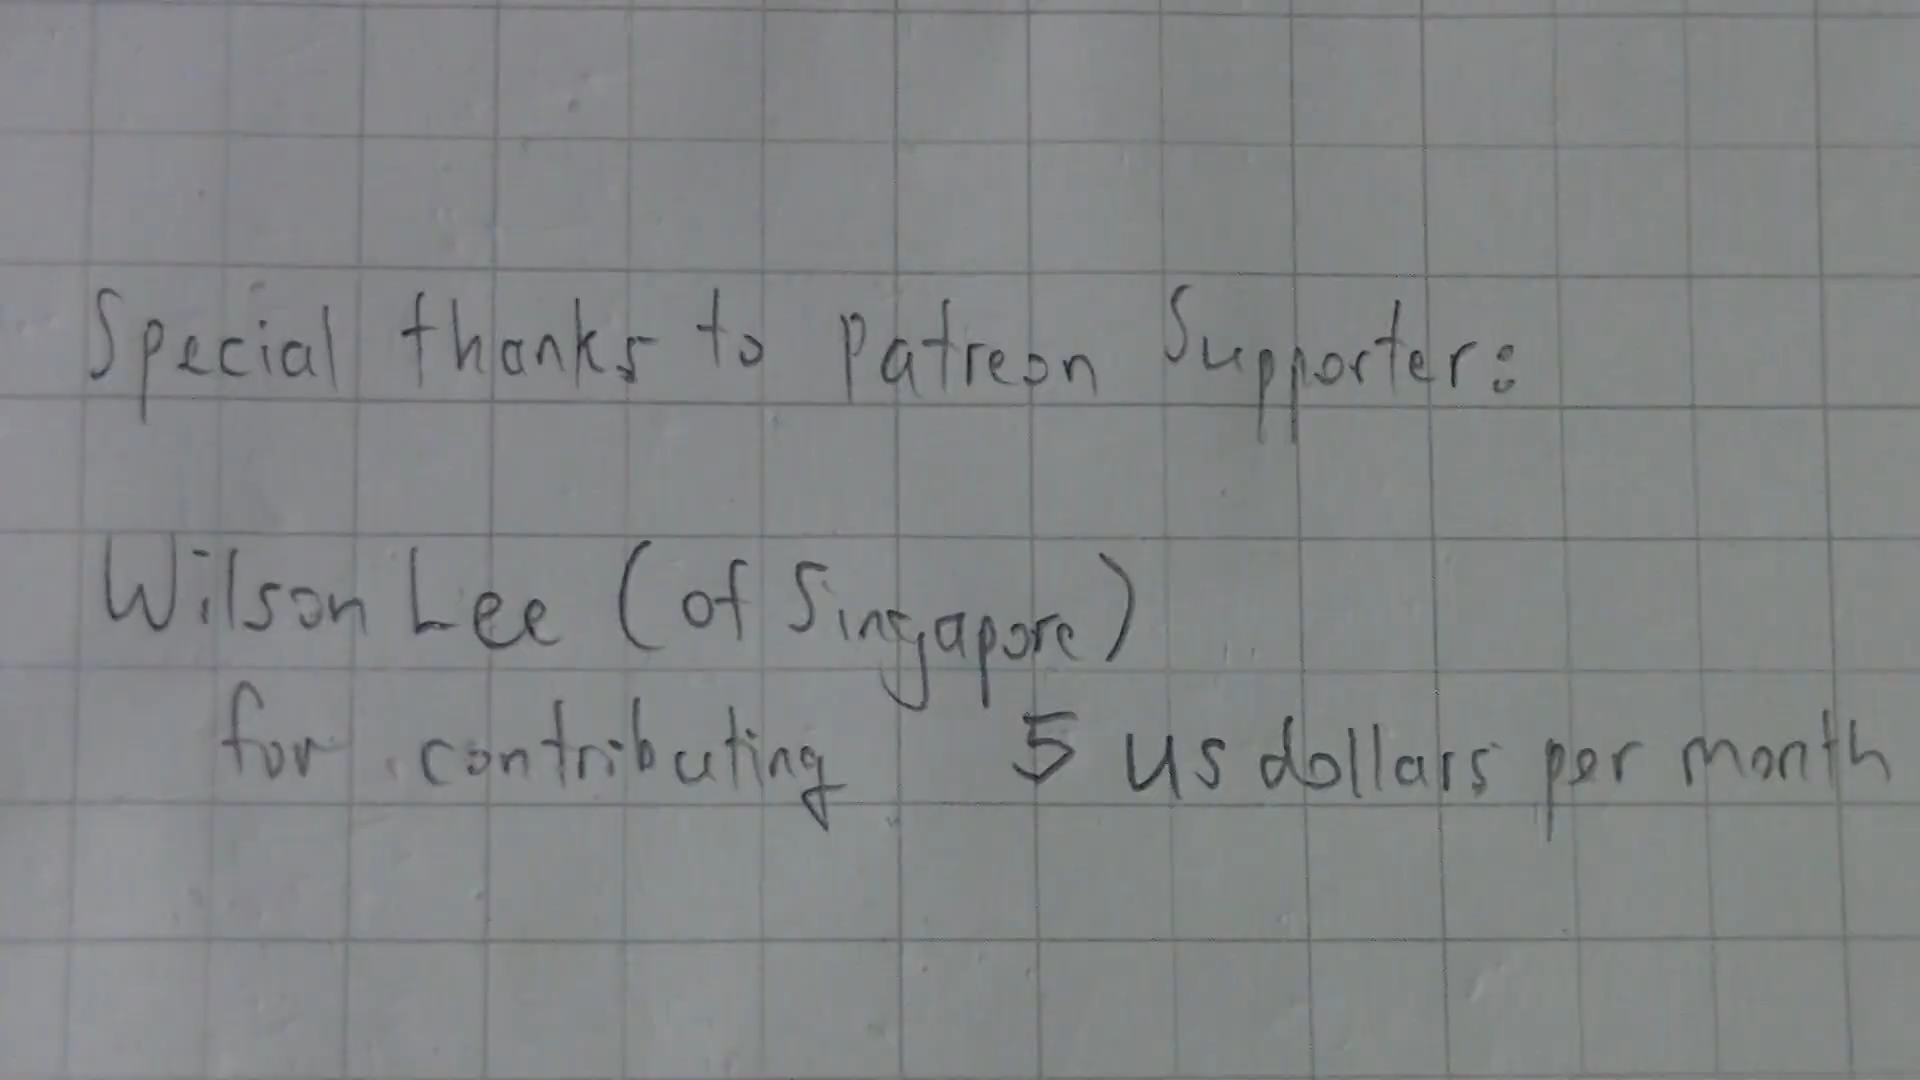 Special thanks to Patreon Supporter:
Wilson Lee (of Singapore)
for contributing 5 US dollars per month